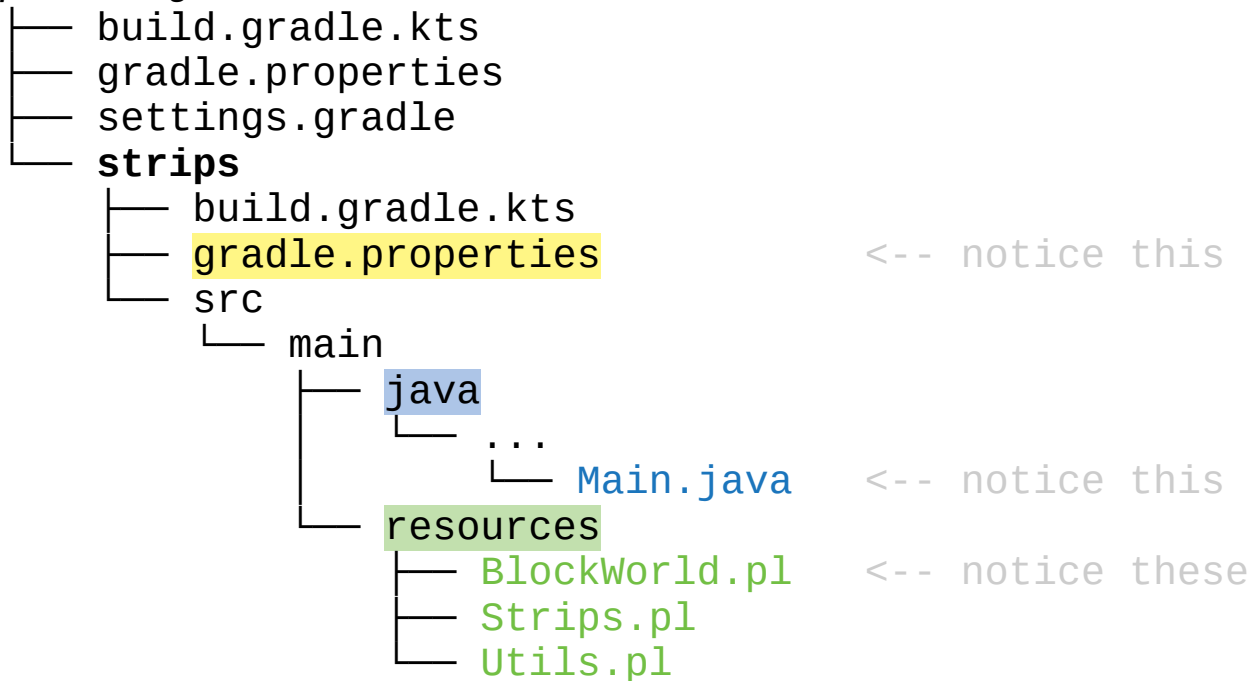 ├── build.gradle.kts
├── gradle.properties
├── settings.gradle
└── strips
    ├── build.gradle.kts
    ├── gradle.properties           <-- notice this
    └── src
        └── main
            ├── java
            │   └── ...
            │       └── Main.java   <-- notice this
            └── resources
                ├── BlockWorld.pl   <-- notice these
                ├── Strips.pl
                └── Utils.pl